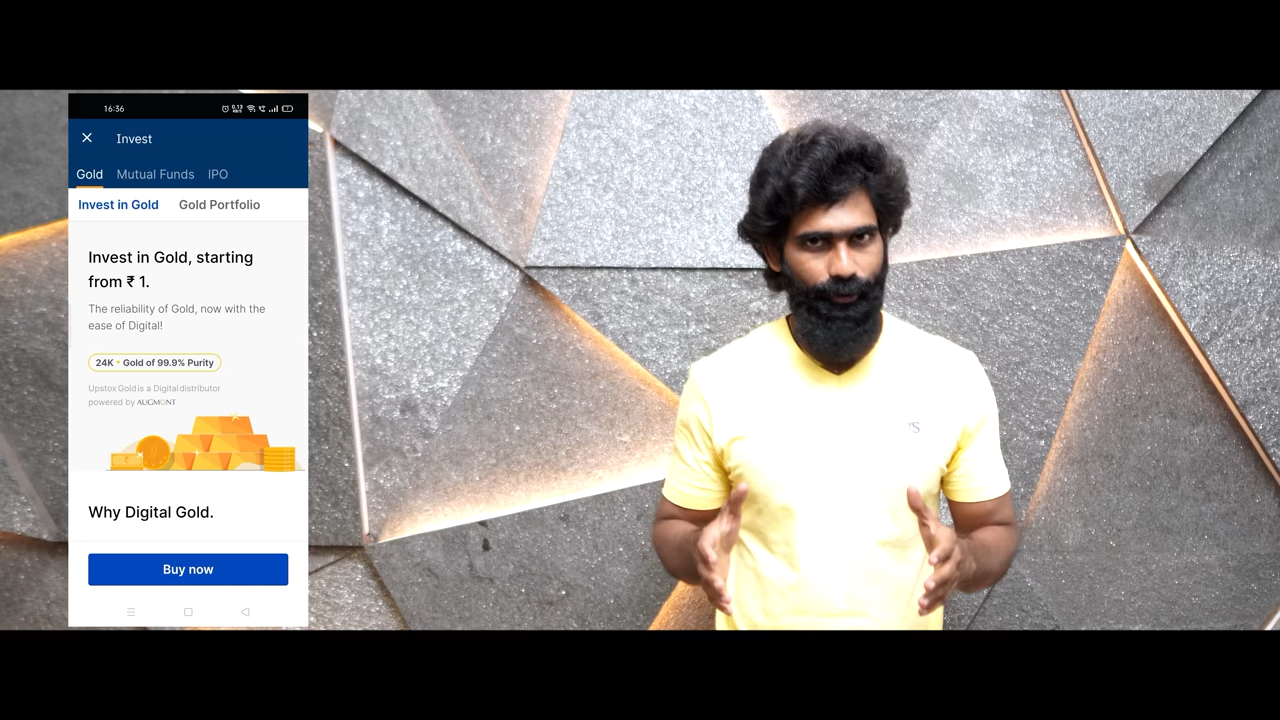 16:36
Invest
Gold Mutual Funds IPO
Invest in Gold Gold Portfolio
Invest in Gold, starting
from ₹ 1.
The reliability of Gold, now with the
ease of Digital!
24K • Gold of 99.9% Purity
Upstox Gold is a Digital distributor
powered by AUGMONT
Why Digital Gold.
Buy now